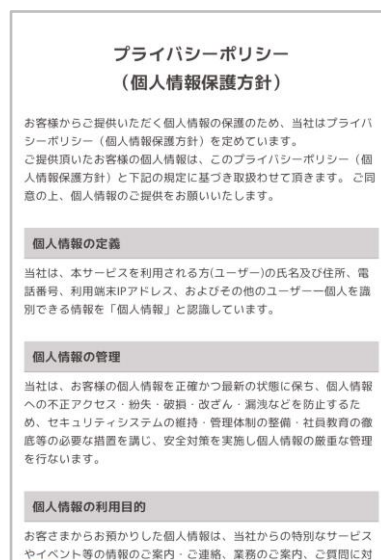 プライバシーポリシー
（個人情報保護方針）
お客様からご提供いただく個人情報の保護のため、当社はプライバ
シーポリシー（個人情報保護方針）を定めています。
ご提供頂いたお客様の個人情報は、このプライバシーポリシー（個
人情報保護方針）と下記の規定に基づき取扱わせて頂きます。 ご同
意の上、個人情報のご提供をお願いいたします。
個人情報の定義
当社は、本サービスを利用される方(ユーザー)の氏名及び住所、電
話番号、利用端末IPアドレス、およびその他のユーザー一個人を識
別できる情報を「個人情報」と認識しています。
個人情報の管理
当社は、お客様の個人情報を正確かつ最新の状態に保ち、個人情報
への不正アクセス・紛失・破損・改ざん・漏洩などを防止するた
め、セキュリティシステムの維持・管理体制の整備・社員教育の徹
底等の必要な措置を講じ、安全対策を実施し個人情報の厳重な管理
を行ないます。
個人情報の利用目的
お客さまからお預かりした個人情報は、当社からの特別なサービス
やイベント等の情報のご案内・ご連絡、業務のご案内、ご質問に対